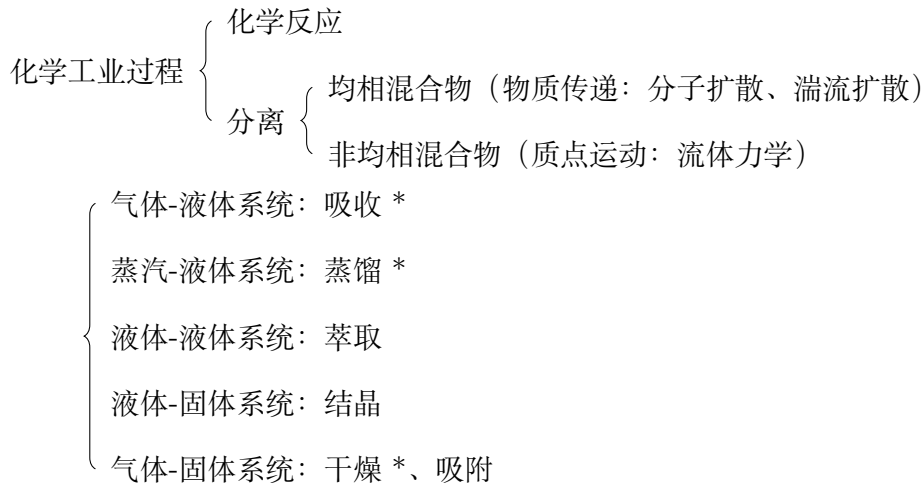 化学反应
化学工业过程
均相混合物（物质传递：分子扩散、湍流扩散）
分离
非均相混合物（质点运动：流体力学）
气体-液体系统：吸收 *
蒸汽-液体系统：蒸馏 *
液体-液体系统：萃取
液体-固体系统：结晶
气体-固体系统：干燥 *、吸附